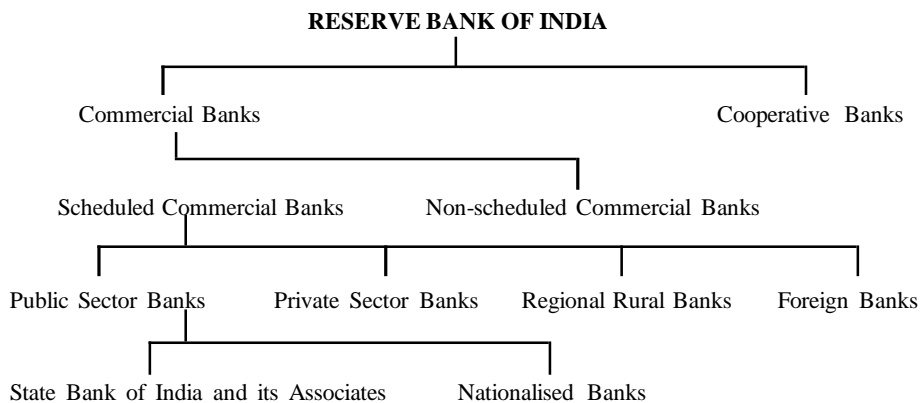 RESERVE BANK OF INDIA
Commercial Banks Cooperative Banks
Scheduled Commercial Banks Non-scheduled Commercial Banks
Public Sector Banks Private Sector Banks Regional Rural Banks Foreign Banks
State Bank of India and its Associates Nationalised Banks